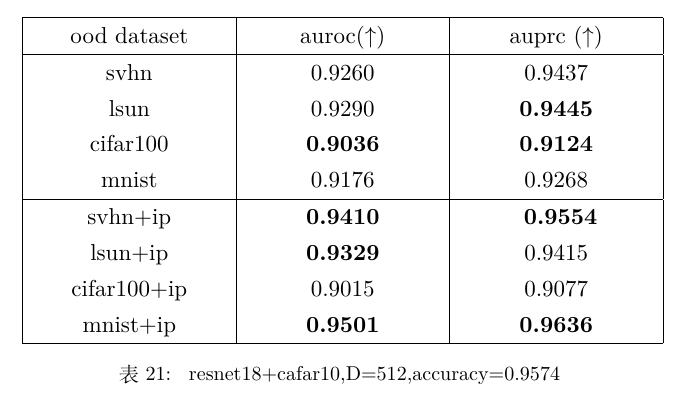 ood dataset auroc(↑) auprc (↑)
svhn 0.9260 0.9437
lsun 0.9290 0.9445
cifar100 0.9036 0.9124
mnist 0.9176 0.9268
svhn+ip 0.9410 0.9554
lsun+ip 0.9329 0.9415
cifar100+ip 0.9015 0.9077
mnist+ip 0.9501 0.9636
表 21: resnet18+cafar10,D=512,accuracy=0.9574